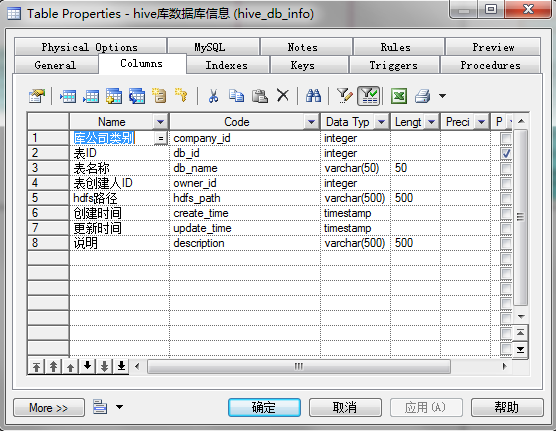 Table Properties - hive库数据库信息 (hive_db_info)
Physical Options MySQL Notes Rules Preview
General Columns Indexes Keys Triggers Procedures
Name Code Data Typ Lengt Preci P
1 库公司类别 = company_id integer
2 表ID db_id integer
3 表名称 db_name varchar(50) 50
4 表创建人ID owner_id integer
5 hdfs路径 hdfs_path varchar(500) 500
6 创建时间 create_time timestamp
7 更新时间 update_time timestamp
8 说明 description varchar(500) 500
More >> 确定 取消 应用(A) 帮助